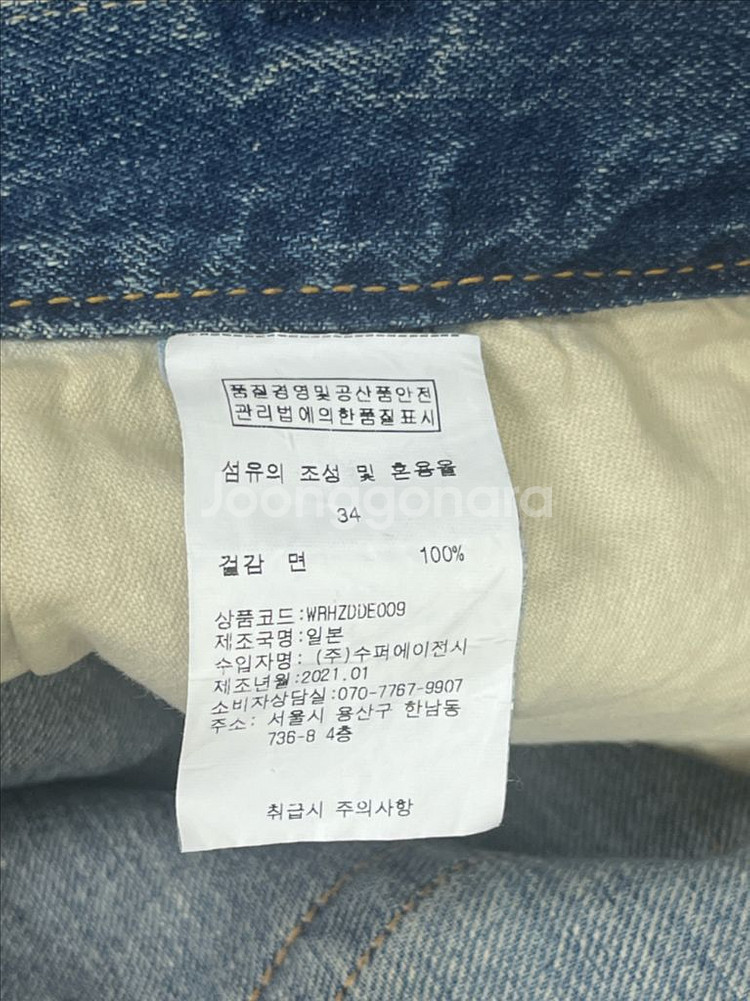 품질경영및공산품안전
관리법에의한품질표시
섬유의 조성 및 혼용율
Joonggonara
34
겉감 면 100%
상품코드:WRHZDDE009
제조국명:일본
수입자명: (주)수퍼에이전시
제조년월:2021.01
소비자상담실:070-7767-9907
주소: 서울시 용산구 한남동
736-8 4층
취급시 주의사항